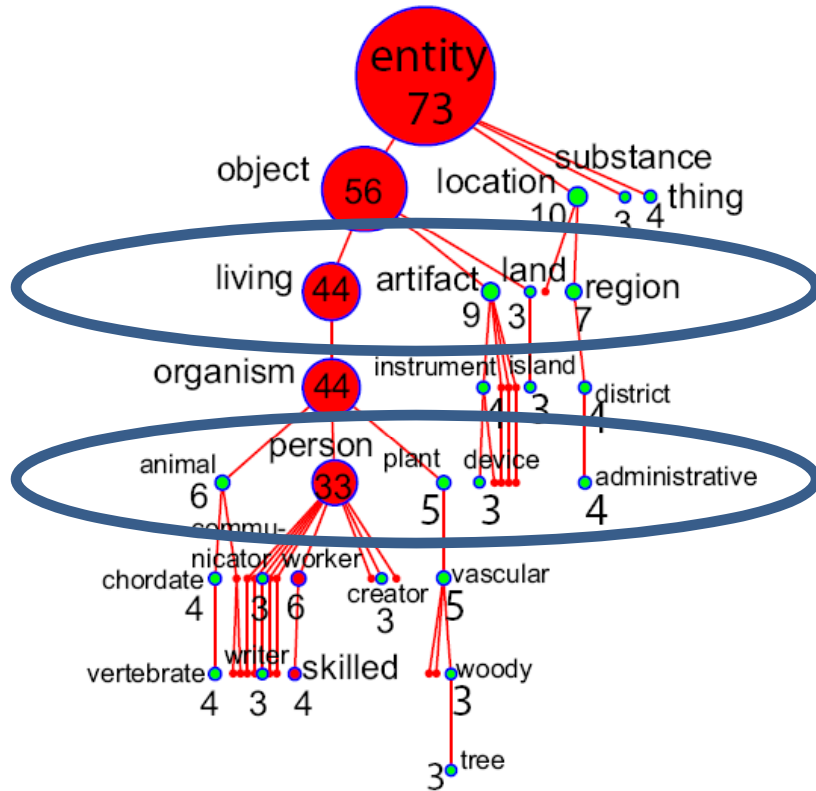 entity
73
substance
object
location
thing
56
10
3
4
living
44
artifact
land
region
9
3
7
organism
44
instrument
island
district
4
3
4
animal
person
plant
device
administrative
6
33
5
3
4
commu-
nicator
worker
chordate
creator
vascular
4
3
6
3
5
writer
vertebrate
skilled
woody
4
3
4
3
tree
3